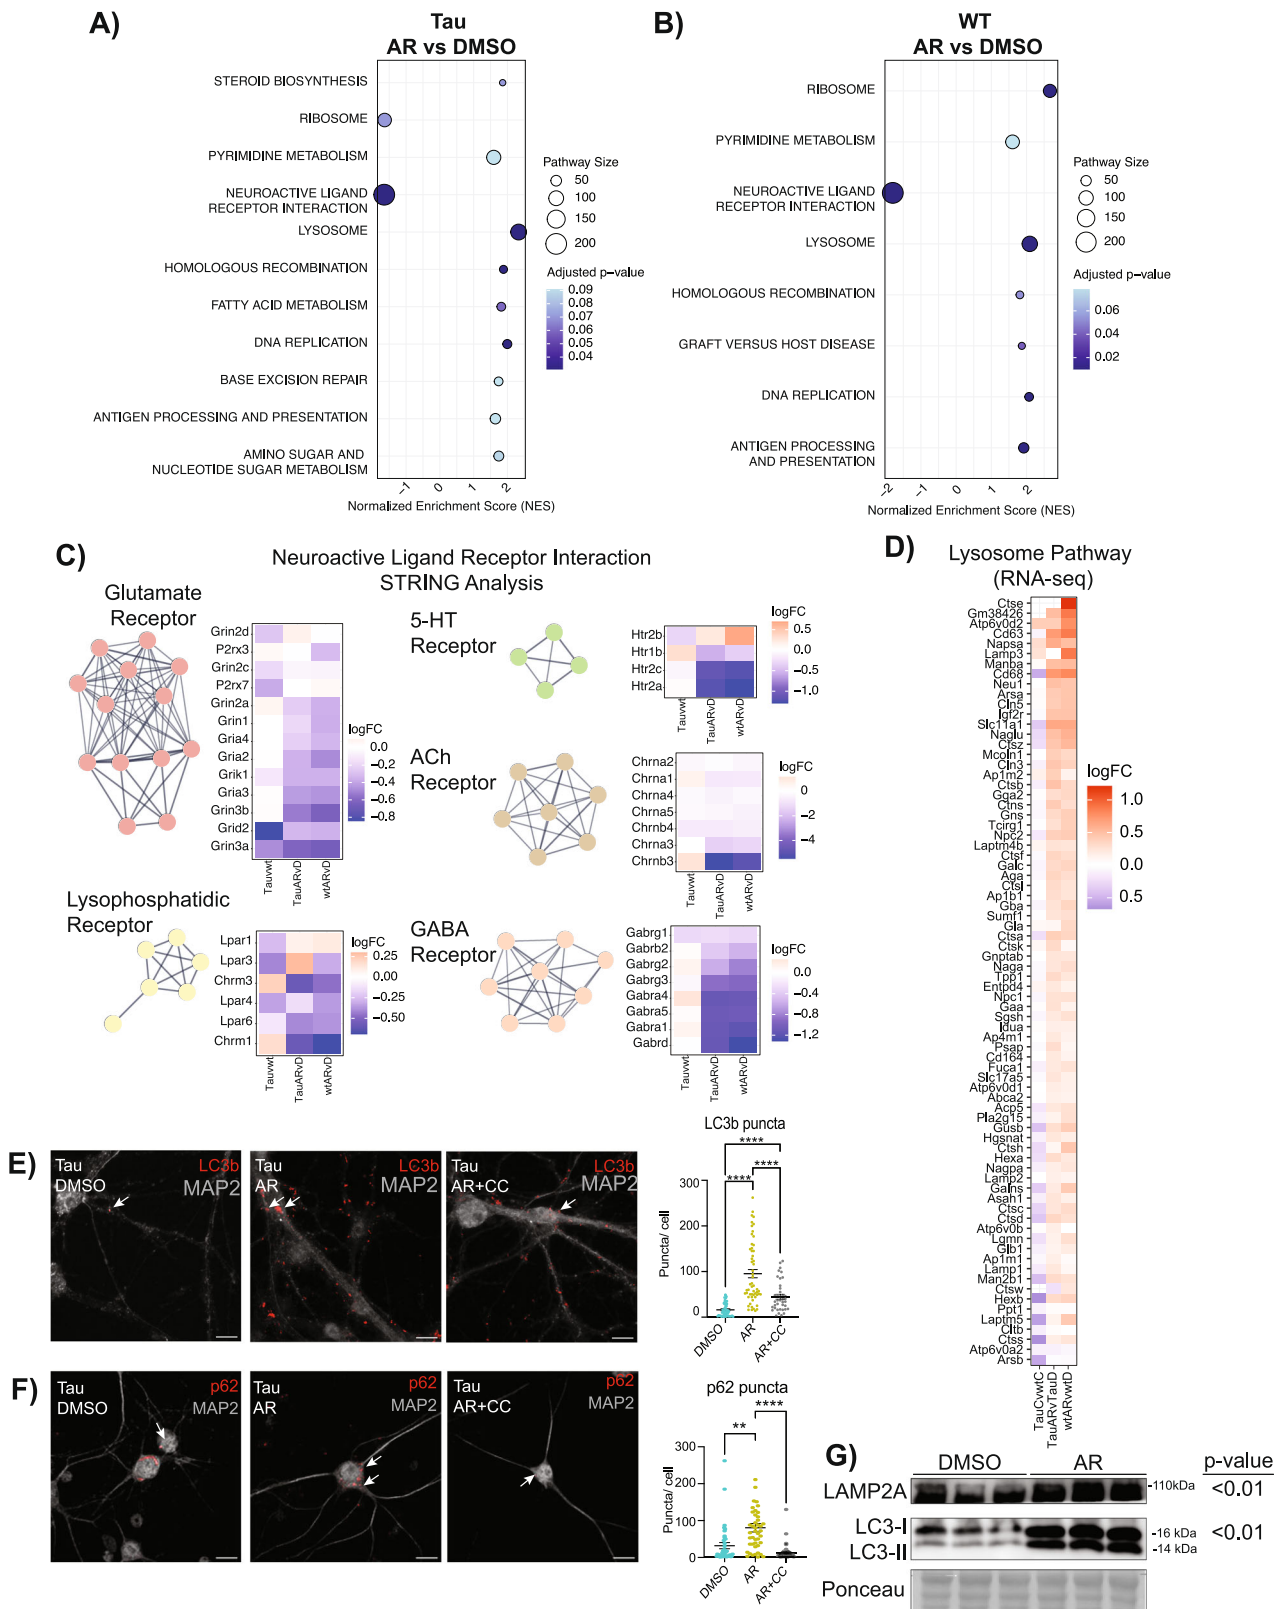 A)
Tau
AR vs DMSO
STEROID BIOSYNTHESIS
RIBOSOME
PYRIMIDINE METABOLISM
NEUROACTIVE LIGAND
RECEPTOR INTERACTION
LYSOSOME
HOMOLOGOUS RECOMBINATION
FATTY ACID METABOLISM
DNA REPLICATION
BASE EXCISION REPAIR
ANTIGEN PROCESSING AND PRESENTATION
AMINO SUGAR AND
NUCLEOTIDE SUGAR METABOLISM
-1
0
1
2
Normalized Enrichment Score (NES)
Pathway Size
50
100
150
200
Adjusted p-value
0.09
0.08
0.07
0.06
0.05
0.04
B)
WT
AR vs DMSO
RIBOSOME
PYRIMIDINE METABOLISM
NEUROACTIVE LIGAND
RECEPTOR INTERACTION
LYSOSOME
HOMOLOGOUS RECOMBINATION
GRAFT VERSUS HOST DISEASE
DNA REPLICATION
ANTIGEN PROCESSING
AND PRESENTATION
-2
-1
0
1
2
Normalized Enrichment Score (NES)
Pathway Size
50
100
150
200
Adjusted p-value
0.06
0.04
0.02
C)
Neuroactive Ligand Receptor Interaction
STRING Analysis
Glutamate
Receptor
Grin2d
P2rx3
Grin2c
P2rx7
Grin2a
Grin1
Gria4
Gria2
Grik1
Gria3
Grin3b
Grid2
Grin3a
Tauvwt
TauARvD
wtARvD
logFC
0.0
−0.2
−0.4
−0.6
−0.8
5-HT
Receptor
Htr2b
Htr1b
Htr2c
Htr2a
Tauvwt
TauARvD
wtARvD
logFC
0.5
0.0
−0.5
−1.0
ACh
Receptor
Chrna2
Chrna1
Chrna4
Chrna5
Chrnb4
Chrna3
Chrnb3
Tauvwt
TauARvD
wtARvD
logFC
0
−2
−4
Lysophosphatidic
Receptor
Lpar1
Lpar3
Chrm3
Lpar4
Lpar6
Chrm1
Tauvwt
TauARvD
wtARvD
logFC
0.25
0.00
−0.25
−0.50
GABA
Receptor
Gabrg1
Gabrb2
Gabrg2
Gabrg3
Gabra4
Gabra5
Gabra1
Gabrd
Tauvwt
TauARvD
wtARvD
logFC
0.0
−0.4
−0.8
−1.2
D)
Lysosome Pathway
(RNA-seq)
Ctse
Gm38426
Atp6v0d2
Cd63
Napsa
Lamp3
Manba
Cd68
Neu1
Arsa
Cln5
Igf2r
Slc11a1
Naglu
Ctsz
Mcoln1
Cln3
Ap1m2
Ctsb
Gga2
Ctns
Gns
Tcirg1
Npc2
Laptm4b
Ctsf
Galc
Aga
Ctsl
Ap1b1
Gba
Sumf1
Gla
Ctsa
Ctsk
Gnptab
Naga
Tpp1
Entpd4
Npc1
Gaa
Sgsh
Idua
Ap4m1
Psap
Cd164
Fuca1
Slc17a5
Atp6v0d1
Abca2
Acp5
Pla2g15
Gusb
Hgsnat
Ctsh
Hexa
Nagpa
Lamp2
Galns
Asah1
Ctsc
Ctsd
Atp6v0b
Lgmn
Glb1
Ap1m1
Lamp1
Man2b1
Ctsw
Hexb
Ppt1
Laptm5
Cltb
Ctss
Atp6v0a2
Arsb
TauCvwtC
TauARvTauD
wtARvwtD
logFC
1.0
0.5
0.0
0.5
E)
Tau
DMSO
LC3b
MAP2
Tau
AR
LC3b
MAP2
Tau
AR+CC
LC3b
MAP2
LC3b puncta
****
**** ****
Puncta/ cell
300
200
100
0
DMSO
AR
AR+CC
F)
Tau
DMSO
p62
MAP2
Tau
AR
p62
MAP2
Tau
AR+CC
p62
MAP2
p62 puncta
****
**
Puncta/ cell
300
200
100
0
DMSO
AR
AR+CC
G)
DMSO
AR
p-value
LAMP2A
-110kDa
<0.01
LC3-I
-16 kDa
<0.01
LC3-II
-14 kDa
Ponceau